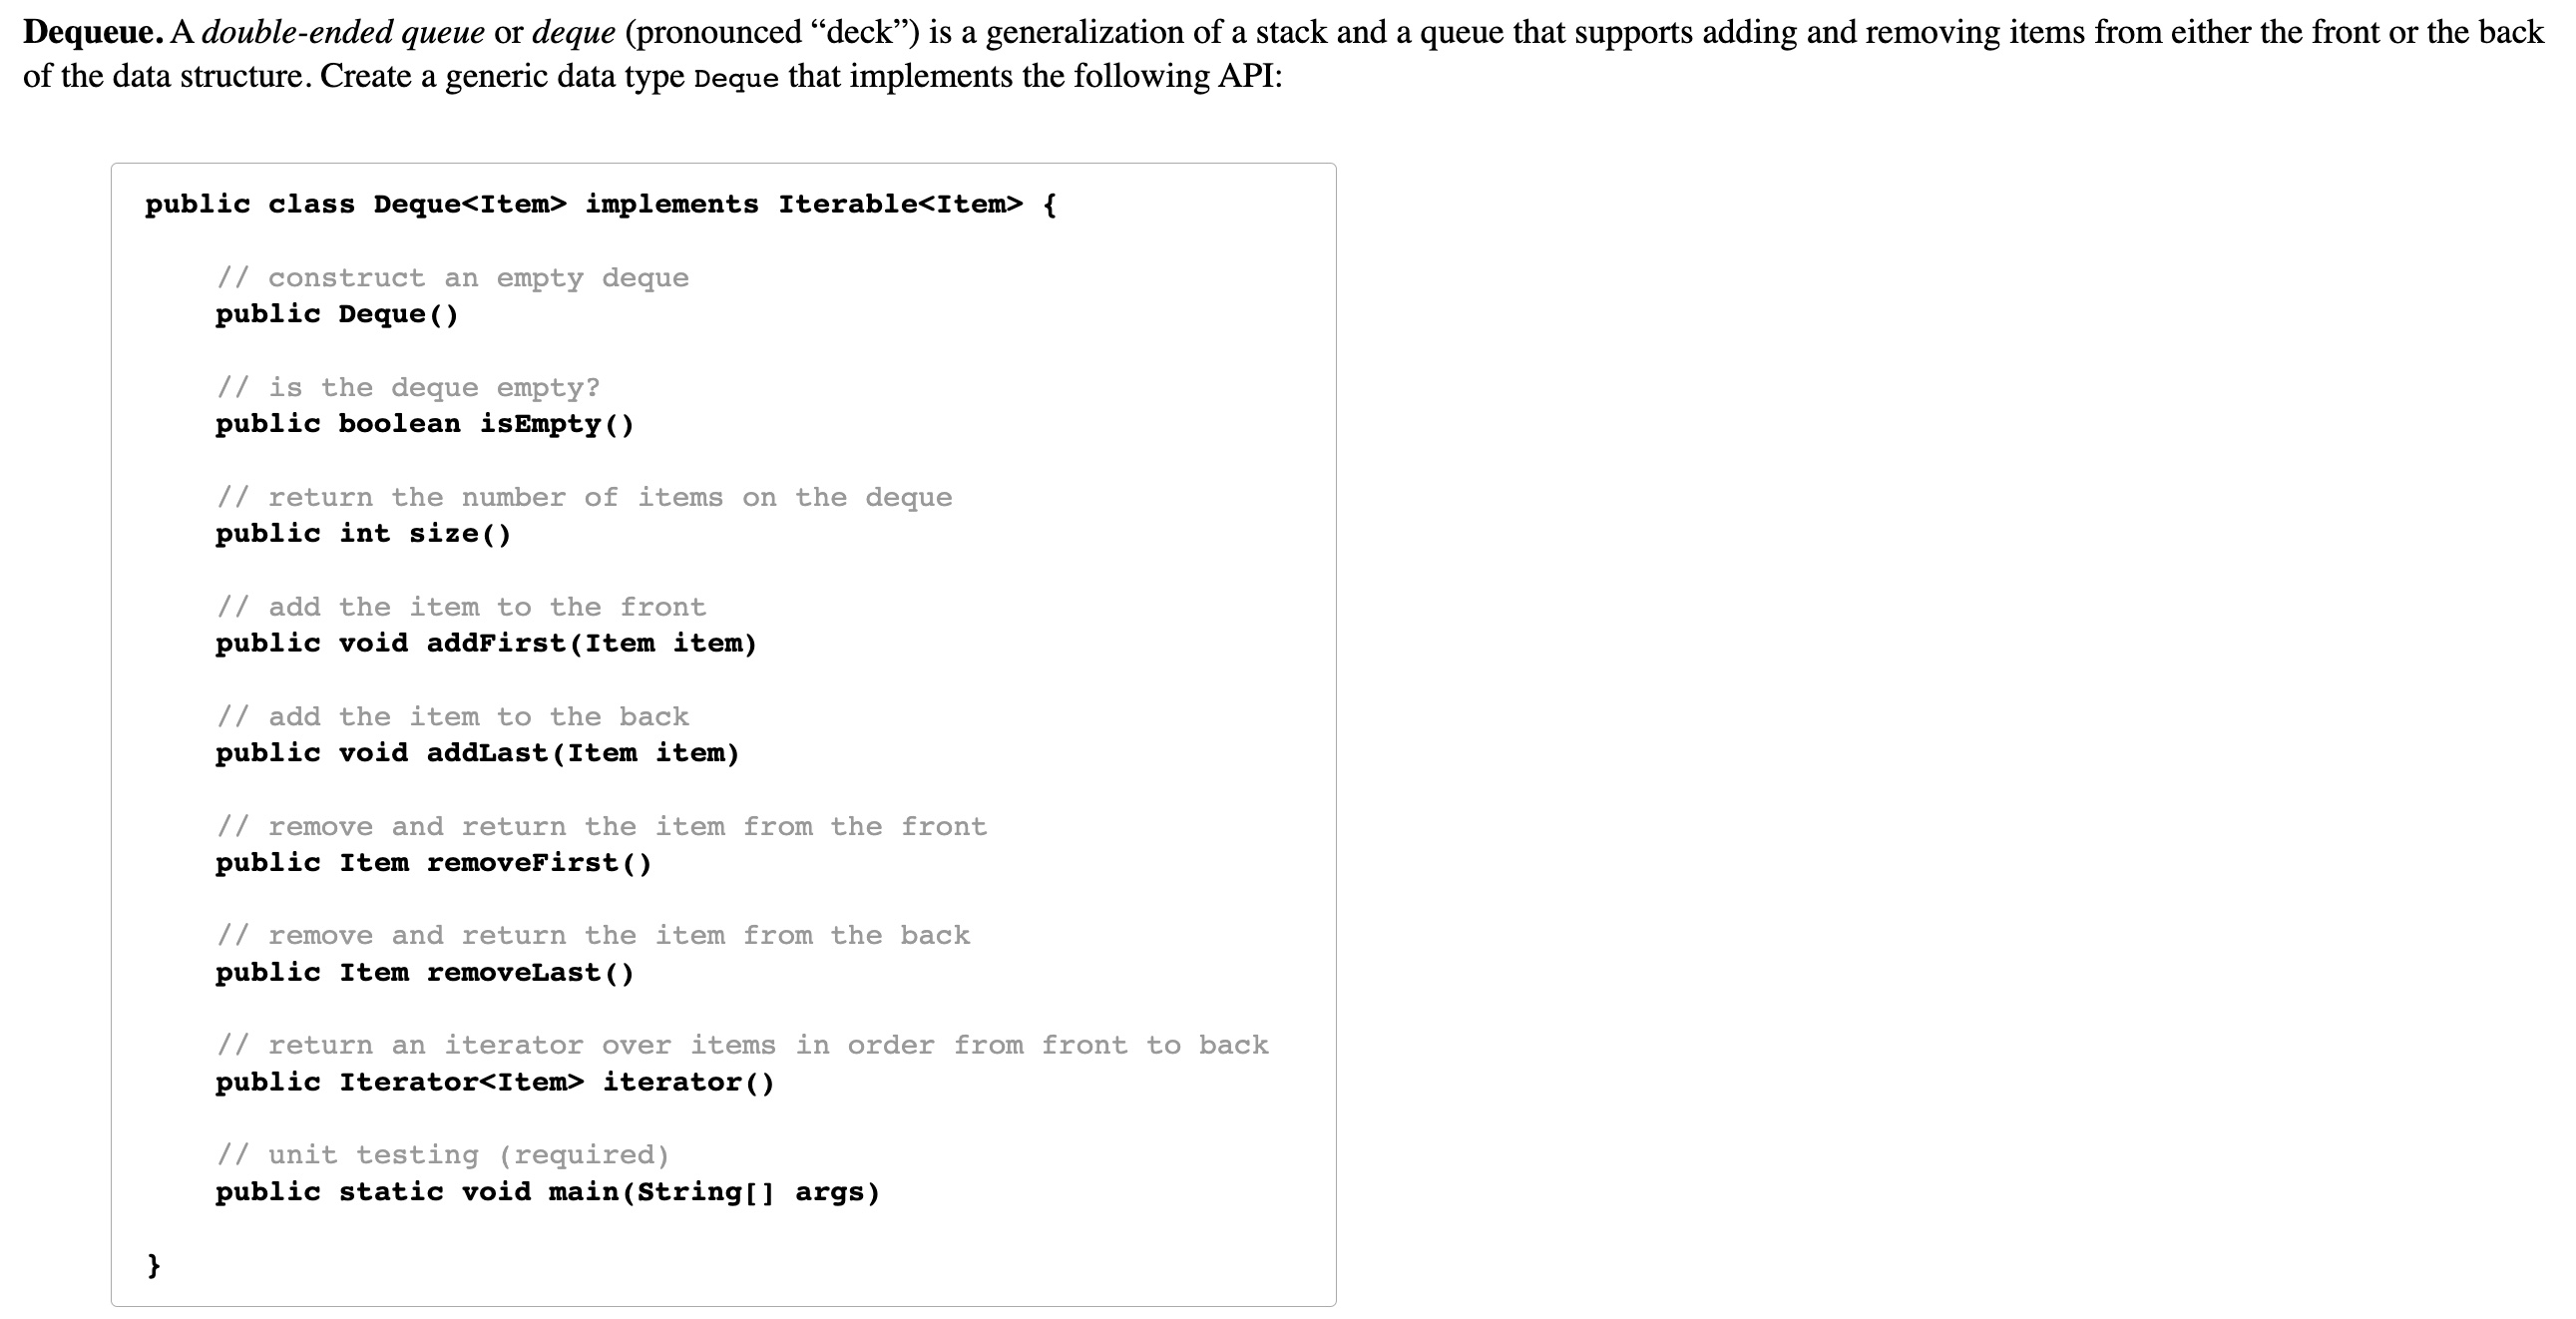 Dequeue. A double-ended queue or deque (pronounced “deck”) is a generalization of a stack and a queue that supports adding and removing items from either the front or the back
of the data structure. Create a generic data type Deque that implements the following API:
public class Deque<Item> implements Iterable<Item> {
// construct an empty deque
public Deque()
// is the deque empty?
public boolean isEmpty()
// return the number of items on the deque
public int size()
// add the item to the front
public void addFirst(Item item)
// add the item to the back
public void addLast(Item item)
// remove and return the item from the front
public Item removeFirst()
// remove and return the item from the back
public Item removeLast()
// return an iterator over items in order from front to back
public Iterator<Item> iterator()
// unit testing (required)
public static void main(String[] args)
}